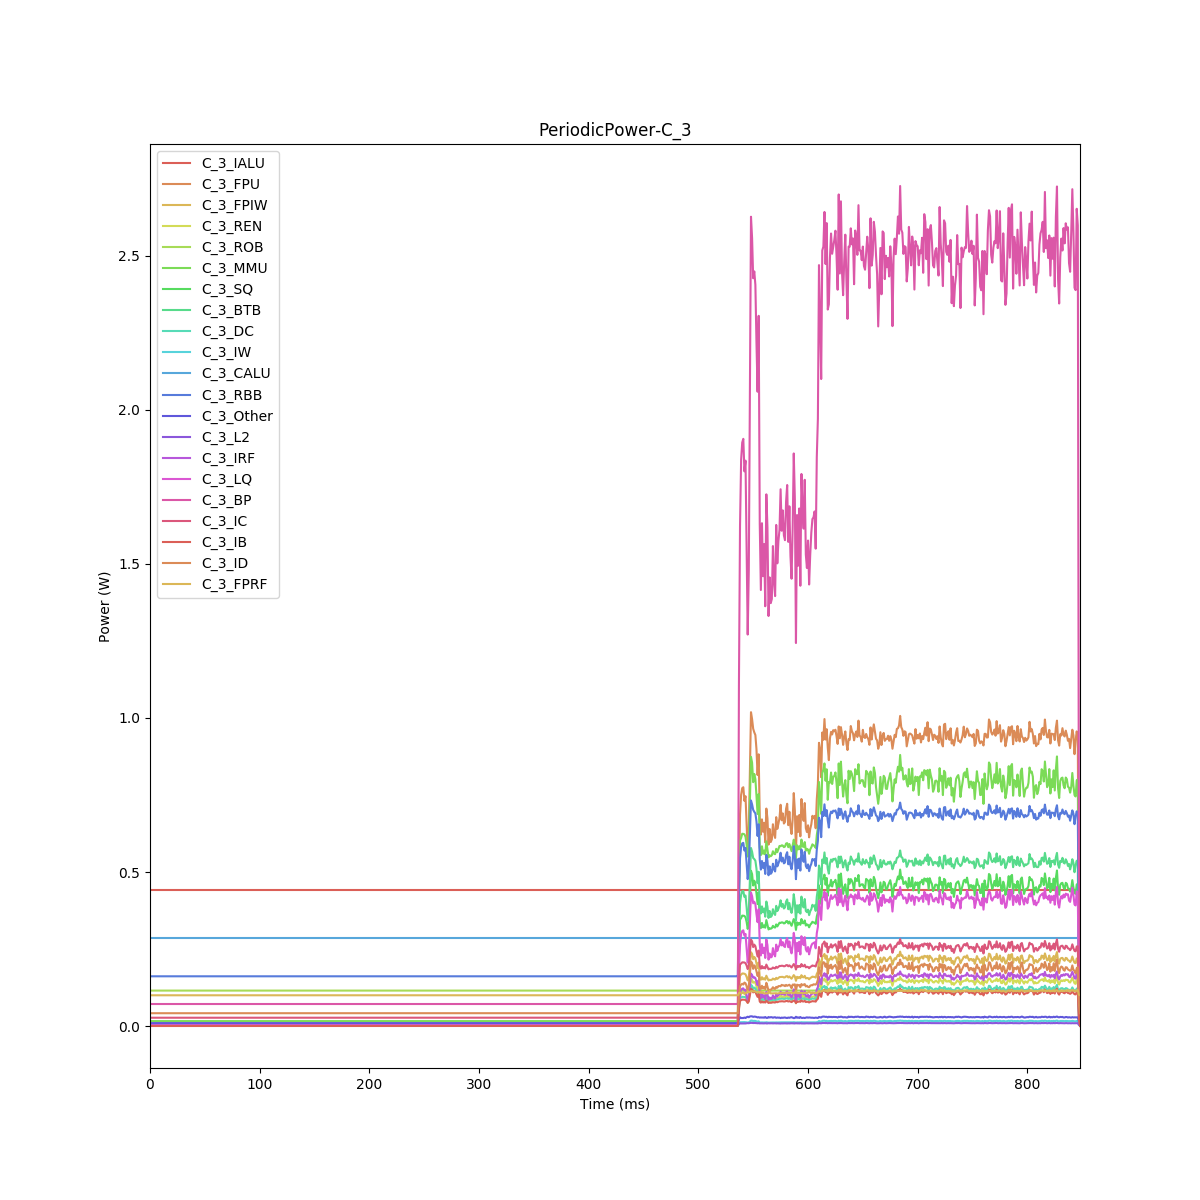 PeriodicPower-C_3
C_3_IALU
C_3_FPU
C_3_FPIW
C_3_REN
C_3_ROB
C_3_MMU
C_3_SQ
C_3_BTB
C_3_DC
C_3_IW
C_3_CALU
C_3_RBB
C_3_Other
C_3_L2
C_3_IRF
C_3_LQ
C_3_BP
C_3_IC
C_3_IB
C_3_ID
C_3_FPRF
2.5
2.0
1.5
1.0
0.5
0.0
Power (W)
0 100 200 300 400 500 600 700 800
Time (ms)